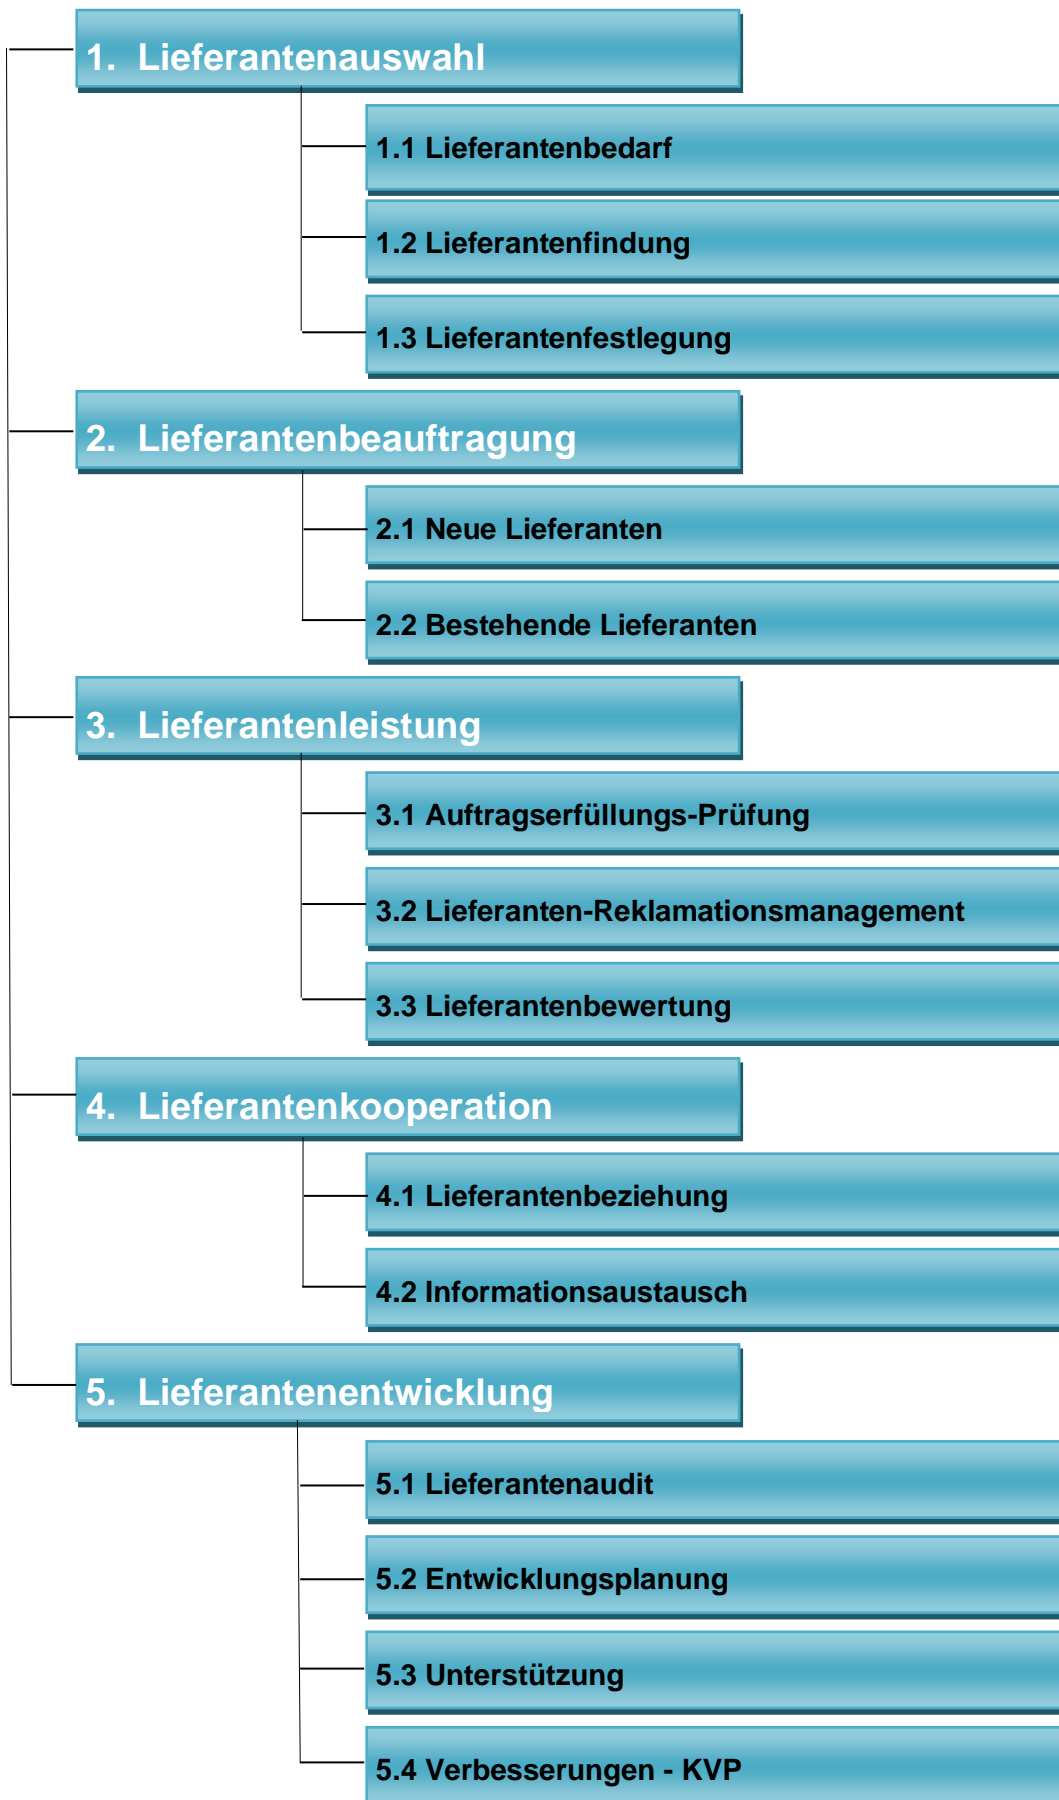 1. Lieferantenauswahl
1.1 Lieferantenbedarf
1.2 Lieferantenfindung
1.3 Lieferantenfestlegung
2. Lieferantenbeauftragung
2.1 Neue Lieferanten
2.2 Bestehende Lieferanten
3. Lieferantenleistung
3.1 Auftragserfüllungs-Prüfung
3.2 Lieferanten-Reklamationsmanagement
3.3 Lieferantenbewertung
4. Lieferantenkooperation
4.1 Lieferantenbeziehung
4.2 Informationsaustausch
5. Lieferantenentwicklung
5.1 Lieferantenaudit
5.2 Entwicklungsplanung
5.3 Unterstützung
5.4 Verbesserungen - KVP